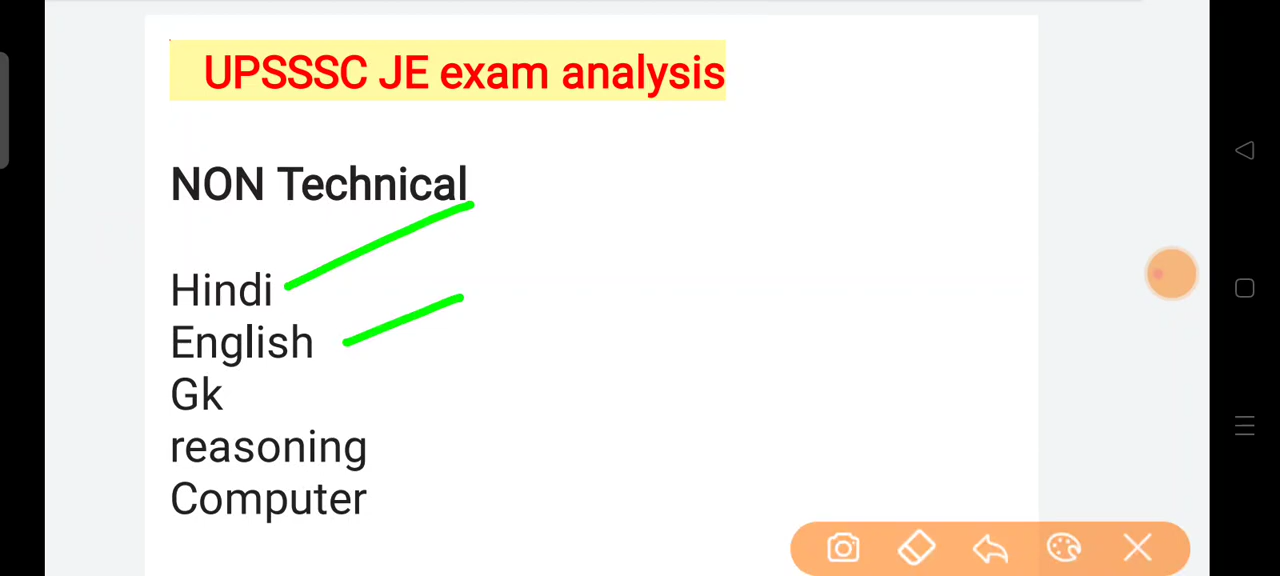 UPSSSC JE exam analysis
NON Technical
Hindi
English
Gk
reasoning
Computer